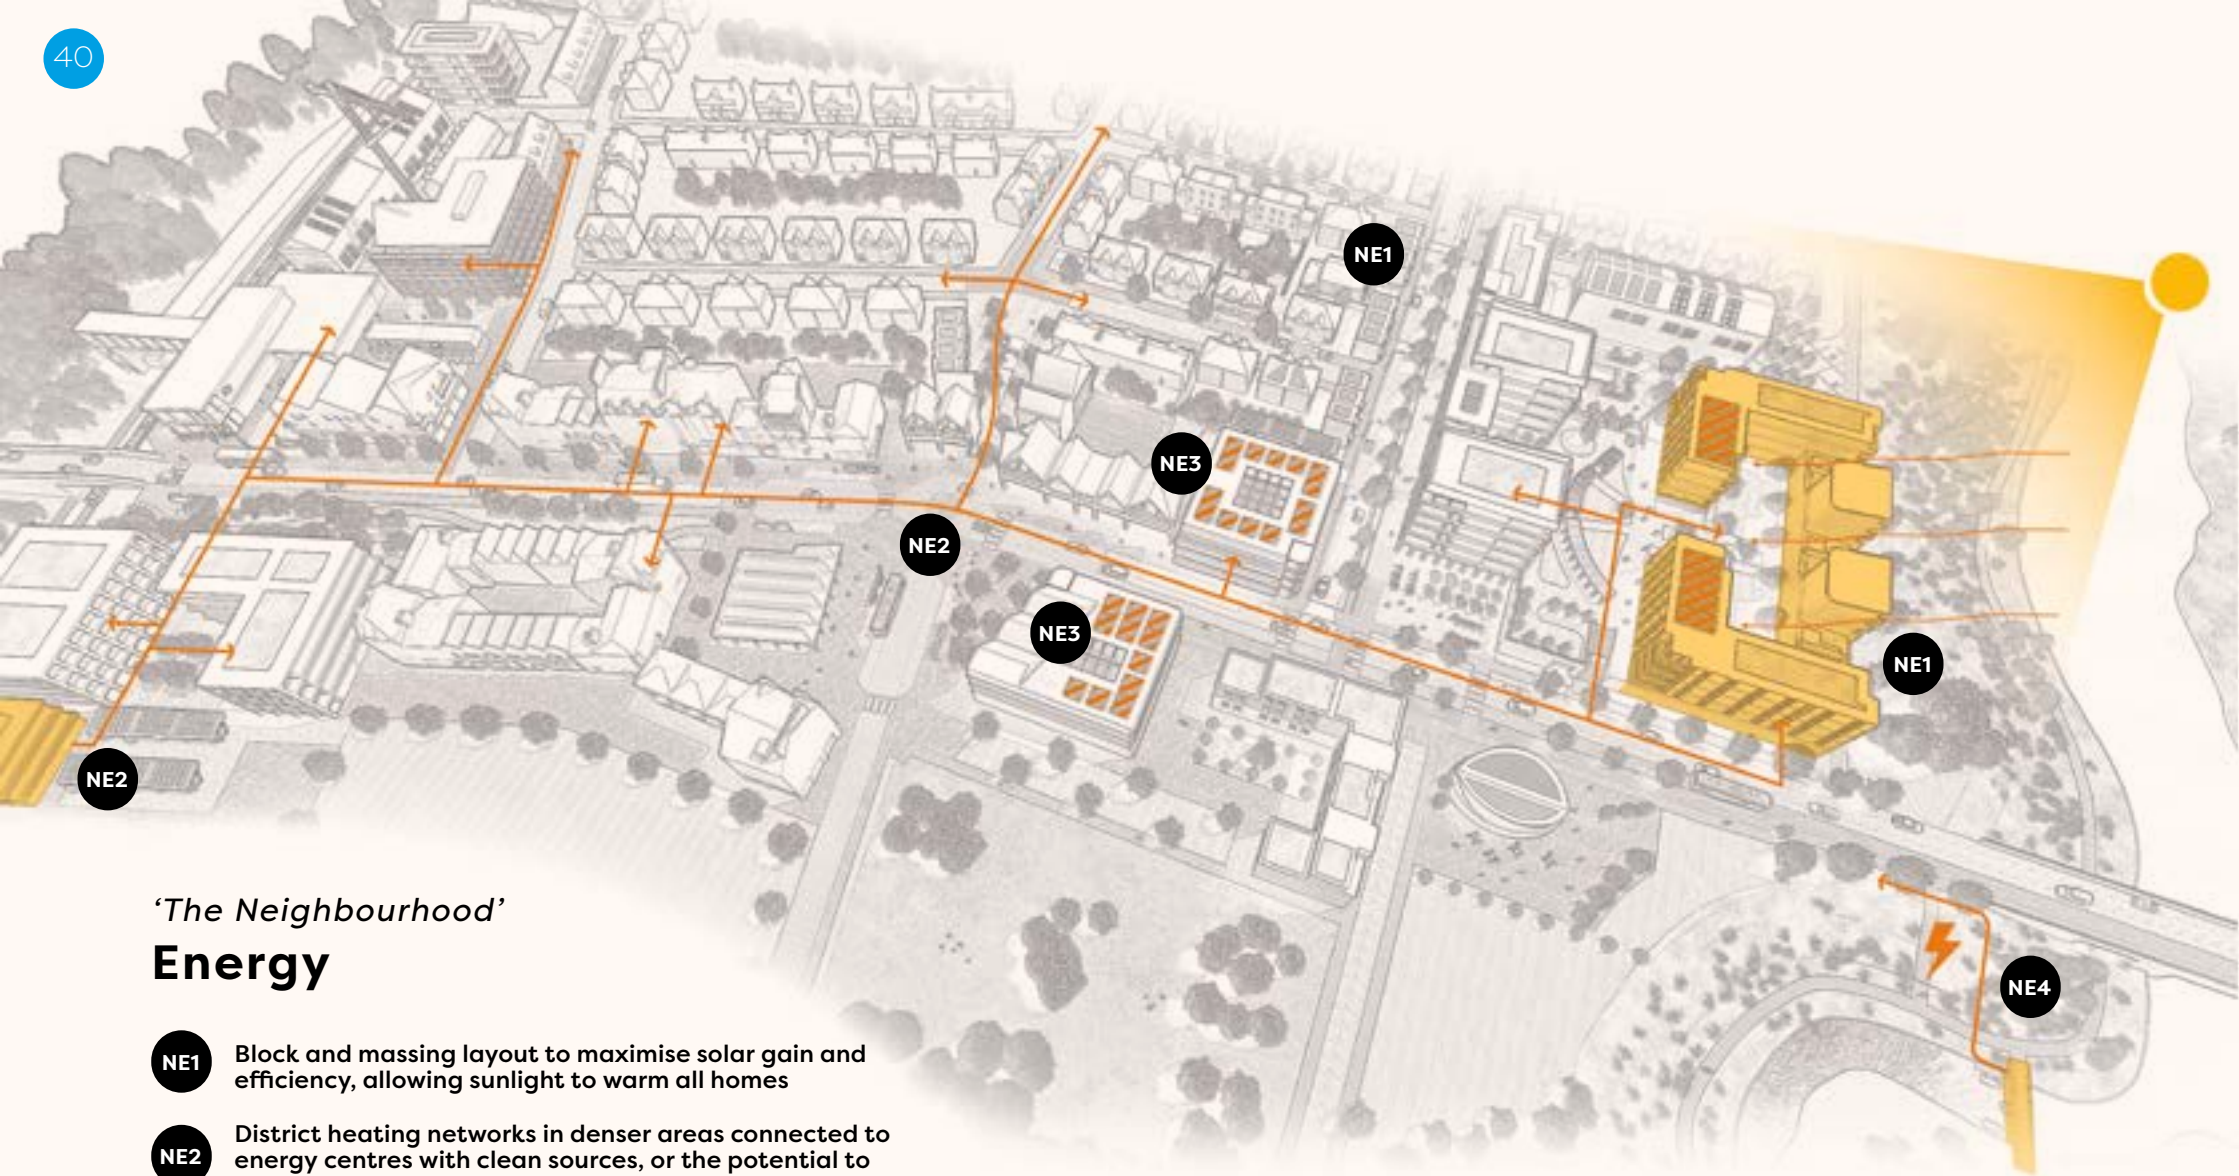 40
NE1
NE3
NE2
NE3
NE1
NE2
NE4
‘The Neighbourhood’
Energy
NE1
Block and massing layout to maximise solar gain and
efficiency, allowing sunlight to warm all homes
NE2
District heating networks in denser areas connected to
energy centres with clean sources, or the potential to